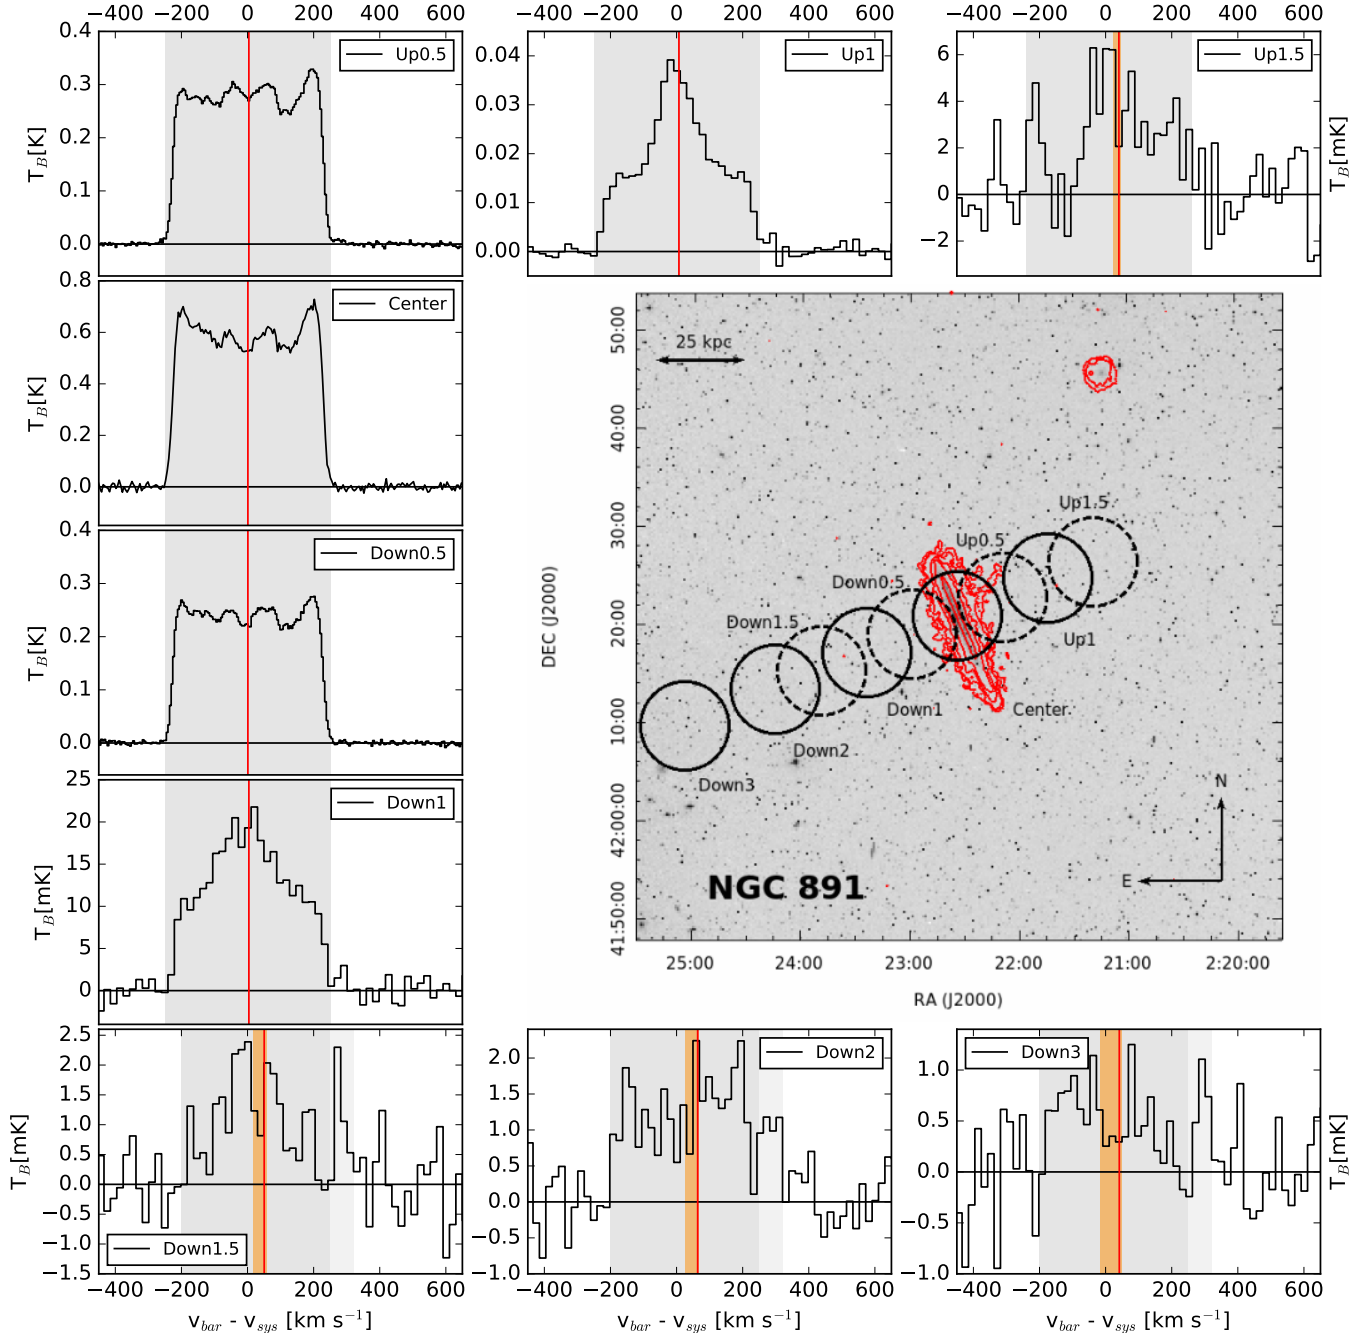 −400 −200 0 200 400 600
−400 −200 0 200 400 600
−400 −200 0 200 400 600
0.4
0.3
0.2
0.1
0.0
T_B[K]
Up0.5
0.04
0.03
0.02
0.01
0.00
T_B[K]
Up1
6
4
2
0
−2
T_B[mK]
Up1.5
0.8
0.6
0.4
0.2
0.0
T_B[K]
Center
0.4
0.3
0.2
0.1
0.0
T_B[K]
Down0.5
25
20
15
10
5
0
T_B[mK]
Down1
50:00
40:00
30:00
20:00
10:00
42:00:00
41:50:00
DEC (J2000)
25 kpc
Up1.5
Up0.5
Down0.5
Down1.5
Up1
Center
Down1
Down2
Down3
N
E
NGC 891
25:00 24:00 23:00 22:00 21:00 2:20:00
RA (J2000)
2.5
2.0
1.5
1.0
0.5
0.0
−0.5
−1.0
−1.5
T_B[mK]
Down1.5
−400 −200 0 200 400 600
v_bar - v_sys [km s⁻¹]
2.0
1.5
1.0
0.5
0.0
−0.5
−1.0
Down2
−400 −200 0 200 400 600
v_bar - v_sys [km s⁻¹]
1.0
0.5
0.0
−0.5
−1.0
T_B[mK]
Down3
−400 −200 0 200 400 600
v_bar - v_sys [km s⁻¹]